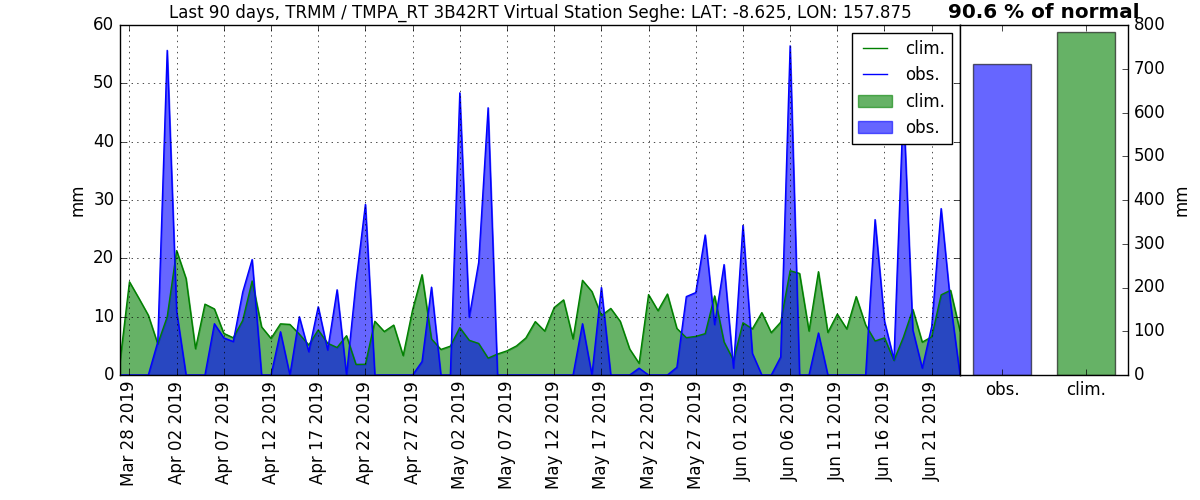 Last 90 days, TRMM / TMPA_RT 3B42RT Virtual Station Seghe: LAT: -8.625, LON: 157.875
90.6 % of normal
60
50
40
30
20
10
0
mm
clim.
obs.
clim.
obs.
800
700
600
500
400
300
200
100
0
mm
Mar 28 2019
Apr 02 2019
Apr 07 2019
Apr 12 2019
Apr 17 2019
Apr 22 2019
Apr 27 2019
May 02 2019
May 07 2019
May 12 2019
May 17 2019
May 22 2019
May 27 2019
Jun 01 2019
Jun 06 2019
Jun 11 2019
Jun 16 2019
Jun 21 2019
obs.
clim.